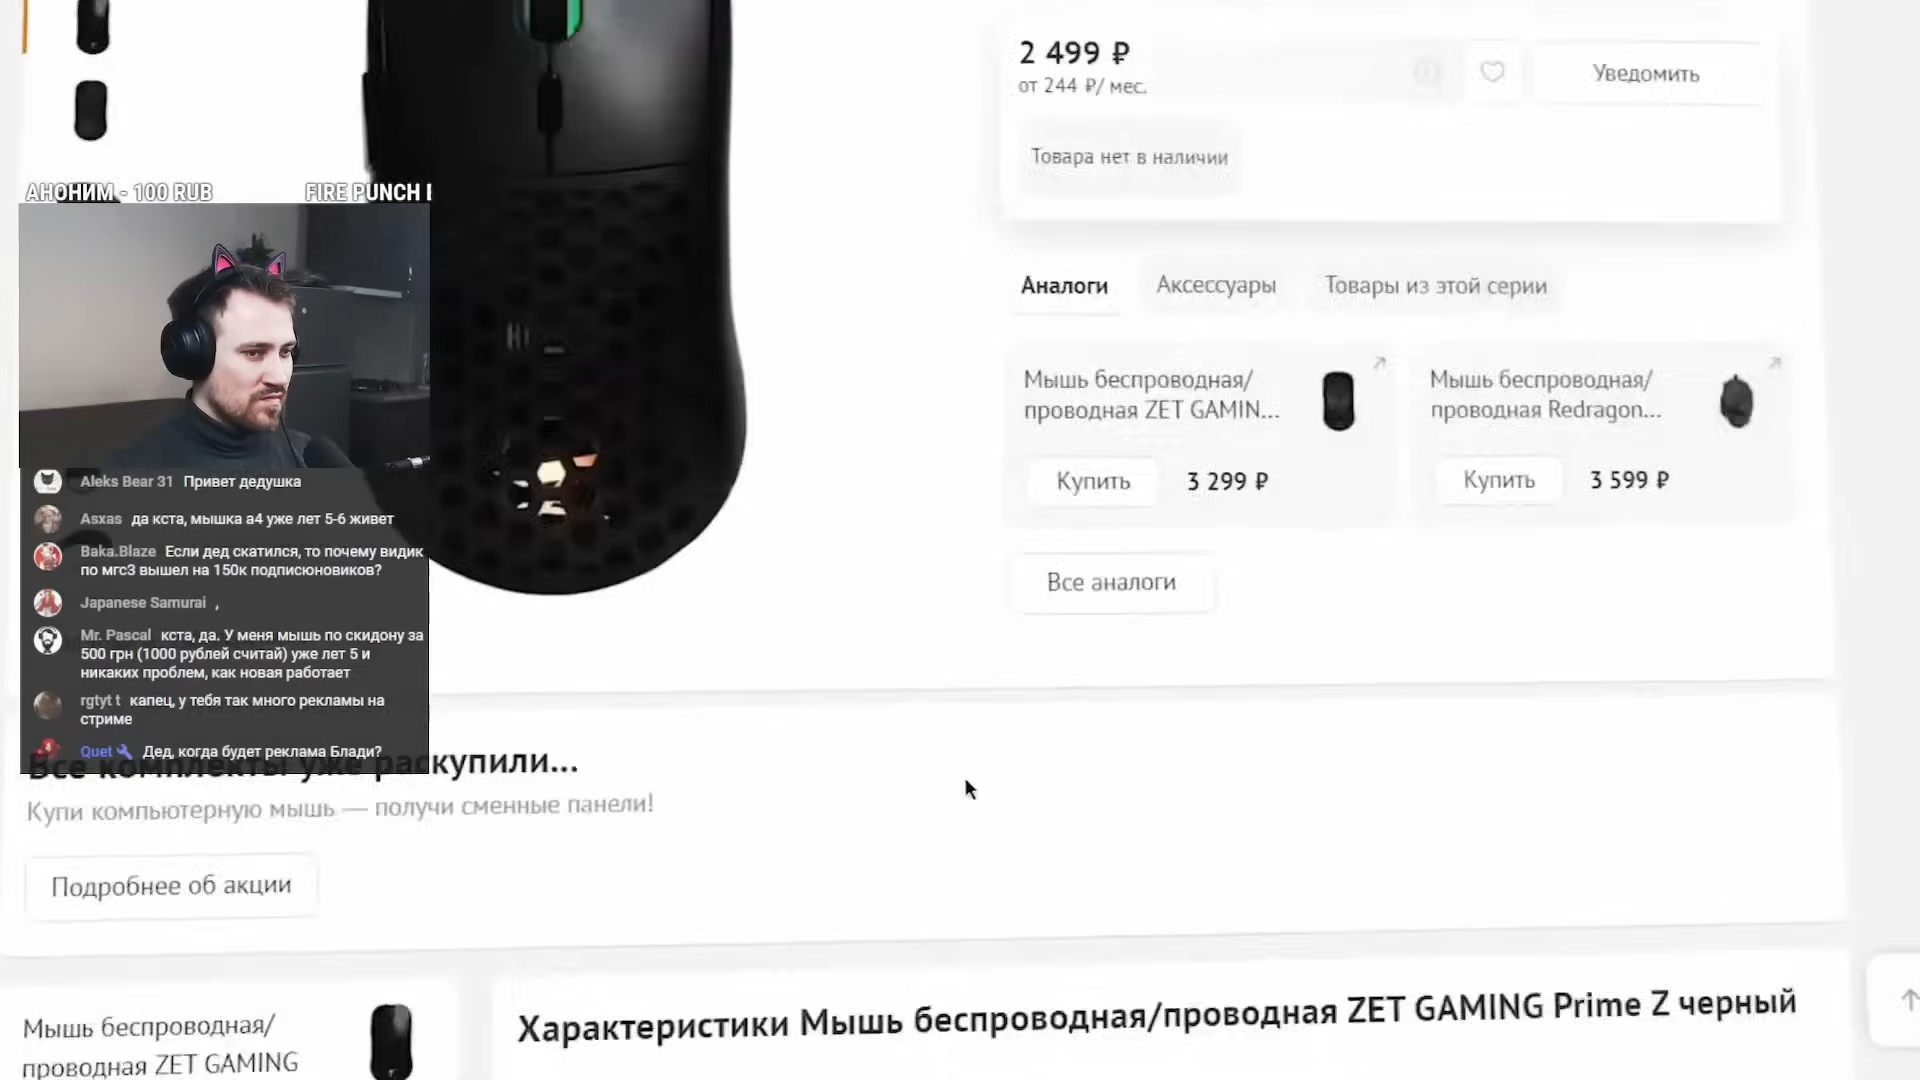 2 499 ₽
от 244 ₽/ мес.
Уведомить
Товара нет в наличии
АНОНИМ - 100 RUB
FIRE PUNCH
Аналоги
Аксессуары
Товары из этой серии
Мышь беспроводная/
проводная ZET GAMIN...
Купить
3 299 ₽
Мышь беспроводная/
проводная Redragon...
Купить
3 599 ₽
Все аналоги
Aleks Bear 31 Привет дедушка
Asxas да кста, мышка а4 уже лет 5-6 живет
Baka.Blaze Если дед скатился, то почему видик
по мгс3 вышел на 150к подписюновиков?
Japanese Samurai ,
Mr. Pascal кста, да. У меня мышь по скидону за
500 грн (1000 рублей считай) уже лет 5 и
никаких проблем, как новая работает
rgtyt t капец, у тебя так много рекламы на
стриме
Quet Дед, когда будет реклама Блади?
Все комплекты уже раскупили...
Купи компьютерную мышь — получи сменные панели!
Подробнее об акции
Мышь беспроводная/
проводная ZET GAMING
Характеристики Мышь беспроводная/проводная ZET GAMING Prime Z черный